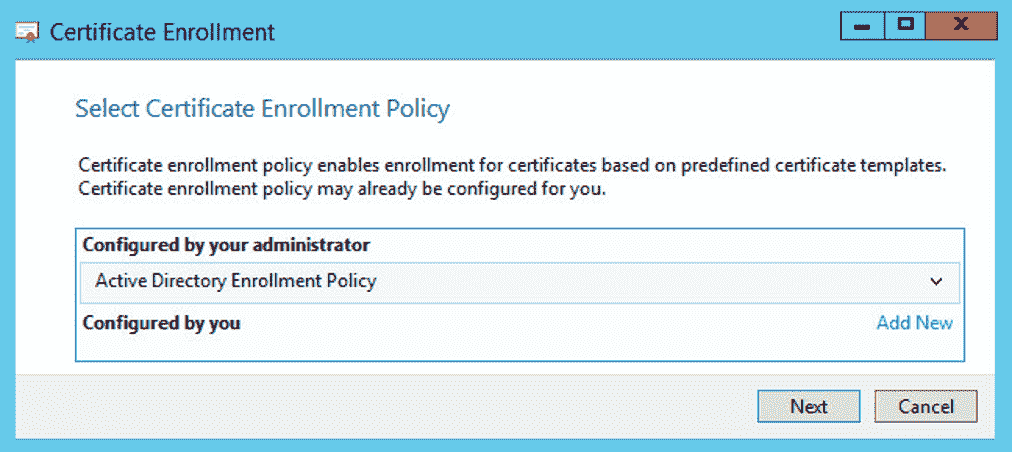 Certificate Enrollment
Select Certificate Enrollment Policy
Certificate enrollment policy enables enrollment for certificates based on predefined certificate templates.
Certificate enrollment policy may already be configured for you.
Configured by your administrator
Active Directory Enrollment Policy
Configured by you
Add New
Next
Cancel